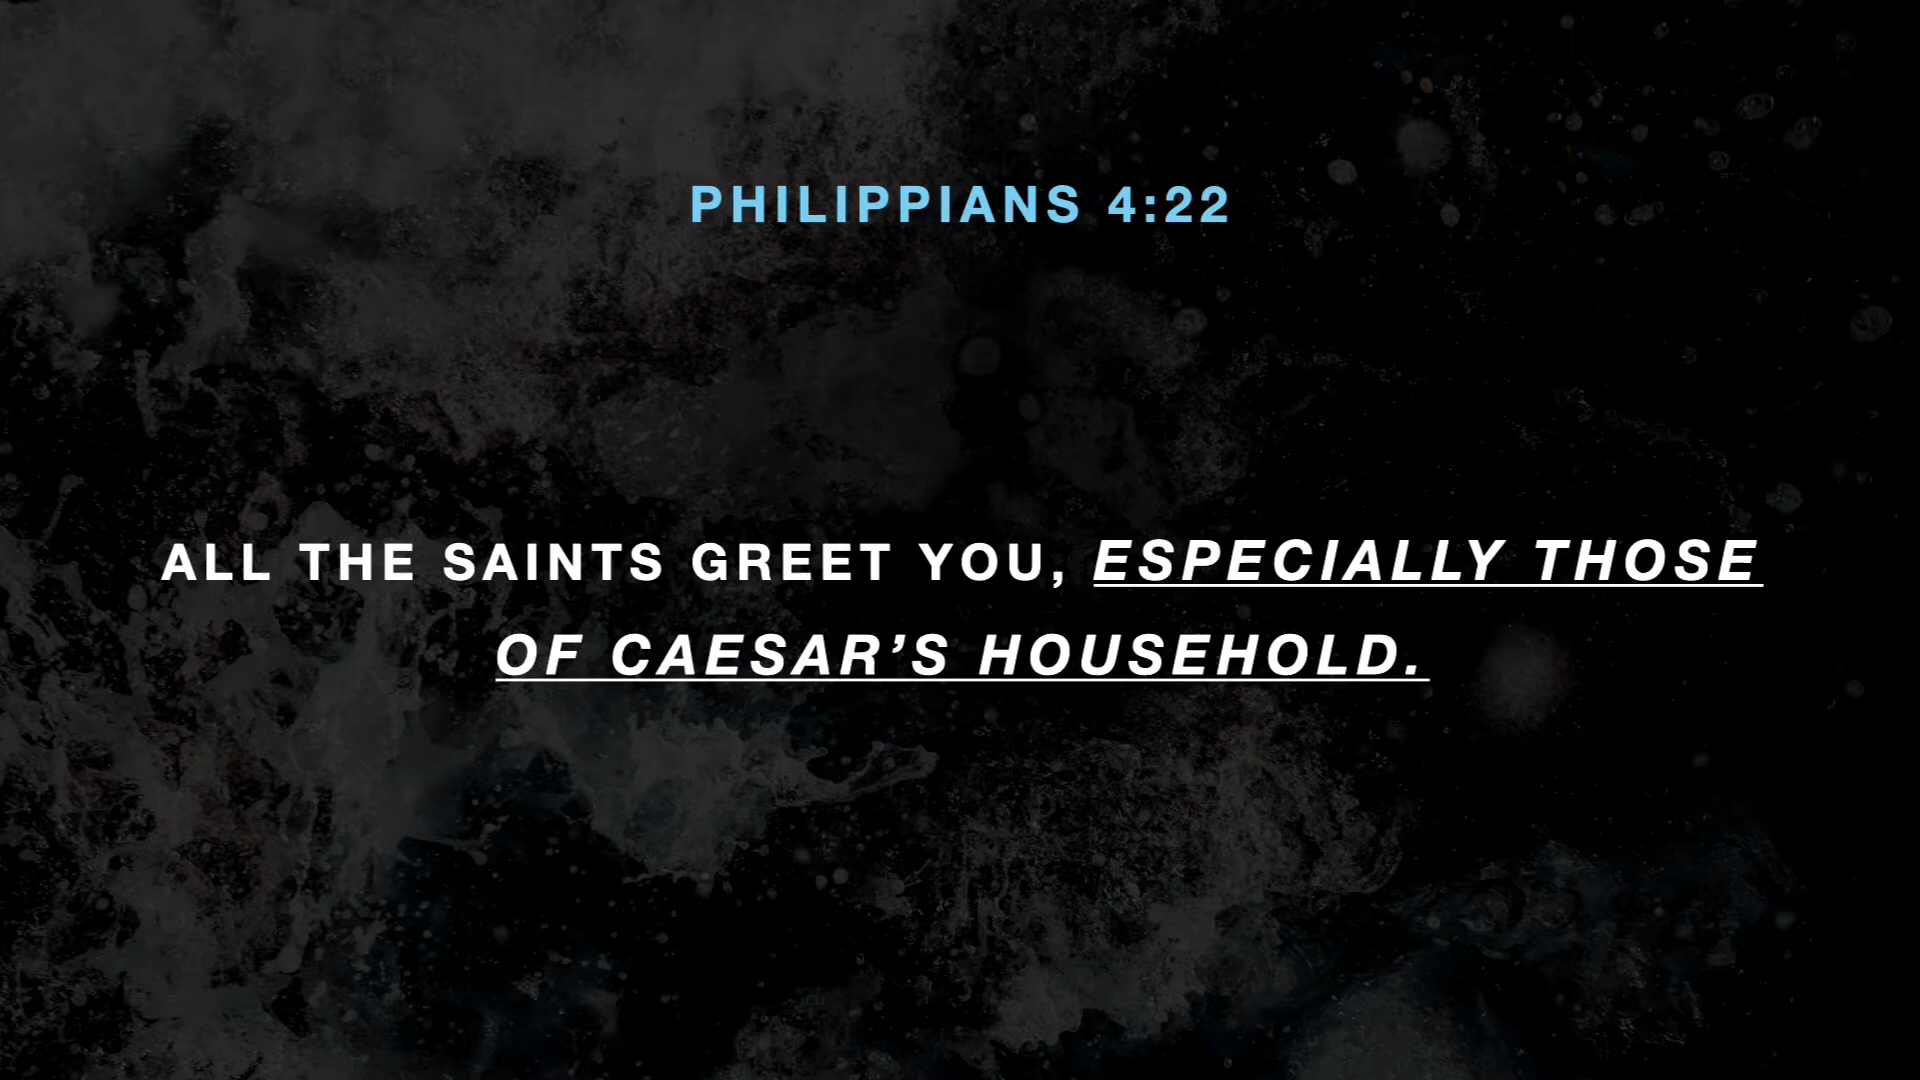 PHILIPPIANS 4:22
ALL THE SAINTS GREET YOU, ESPECIALLY THOSE
OF CAESAR’S HOUSEHOLD.